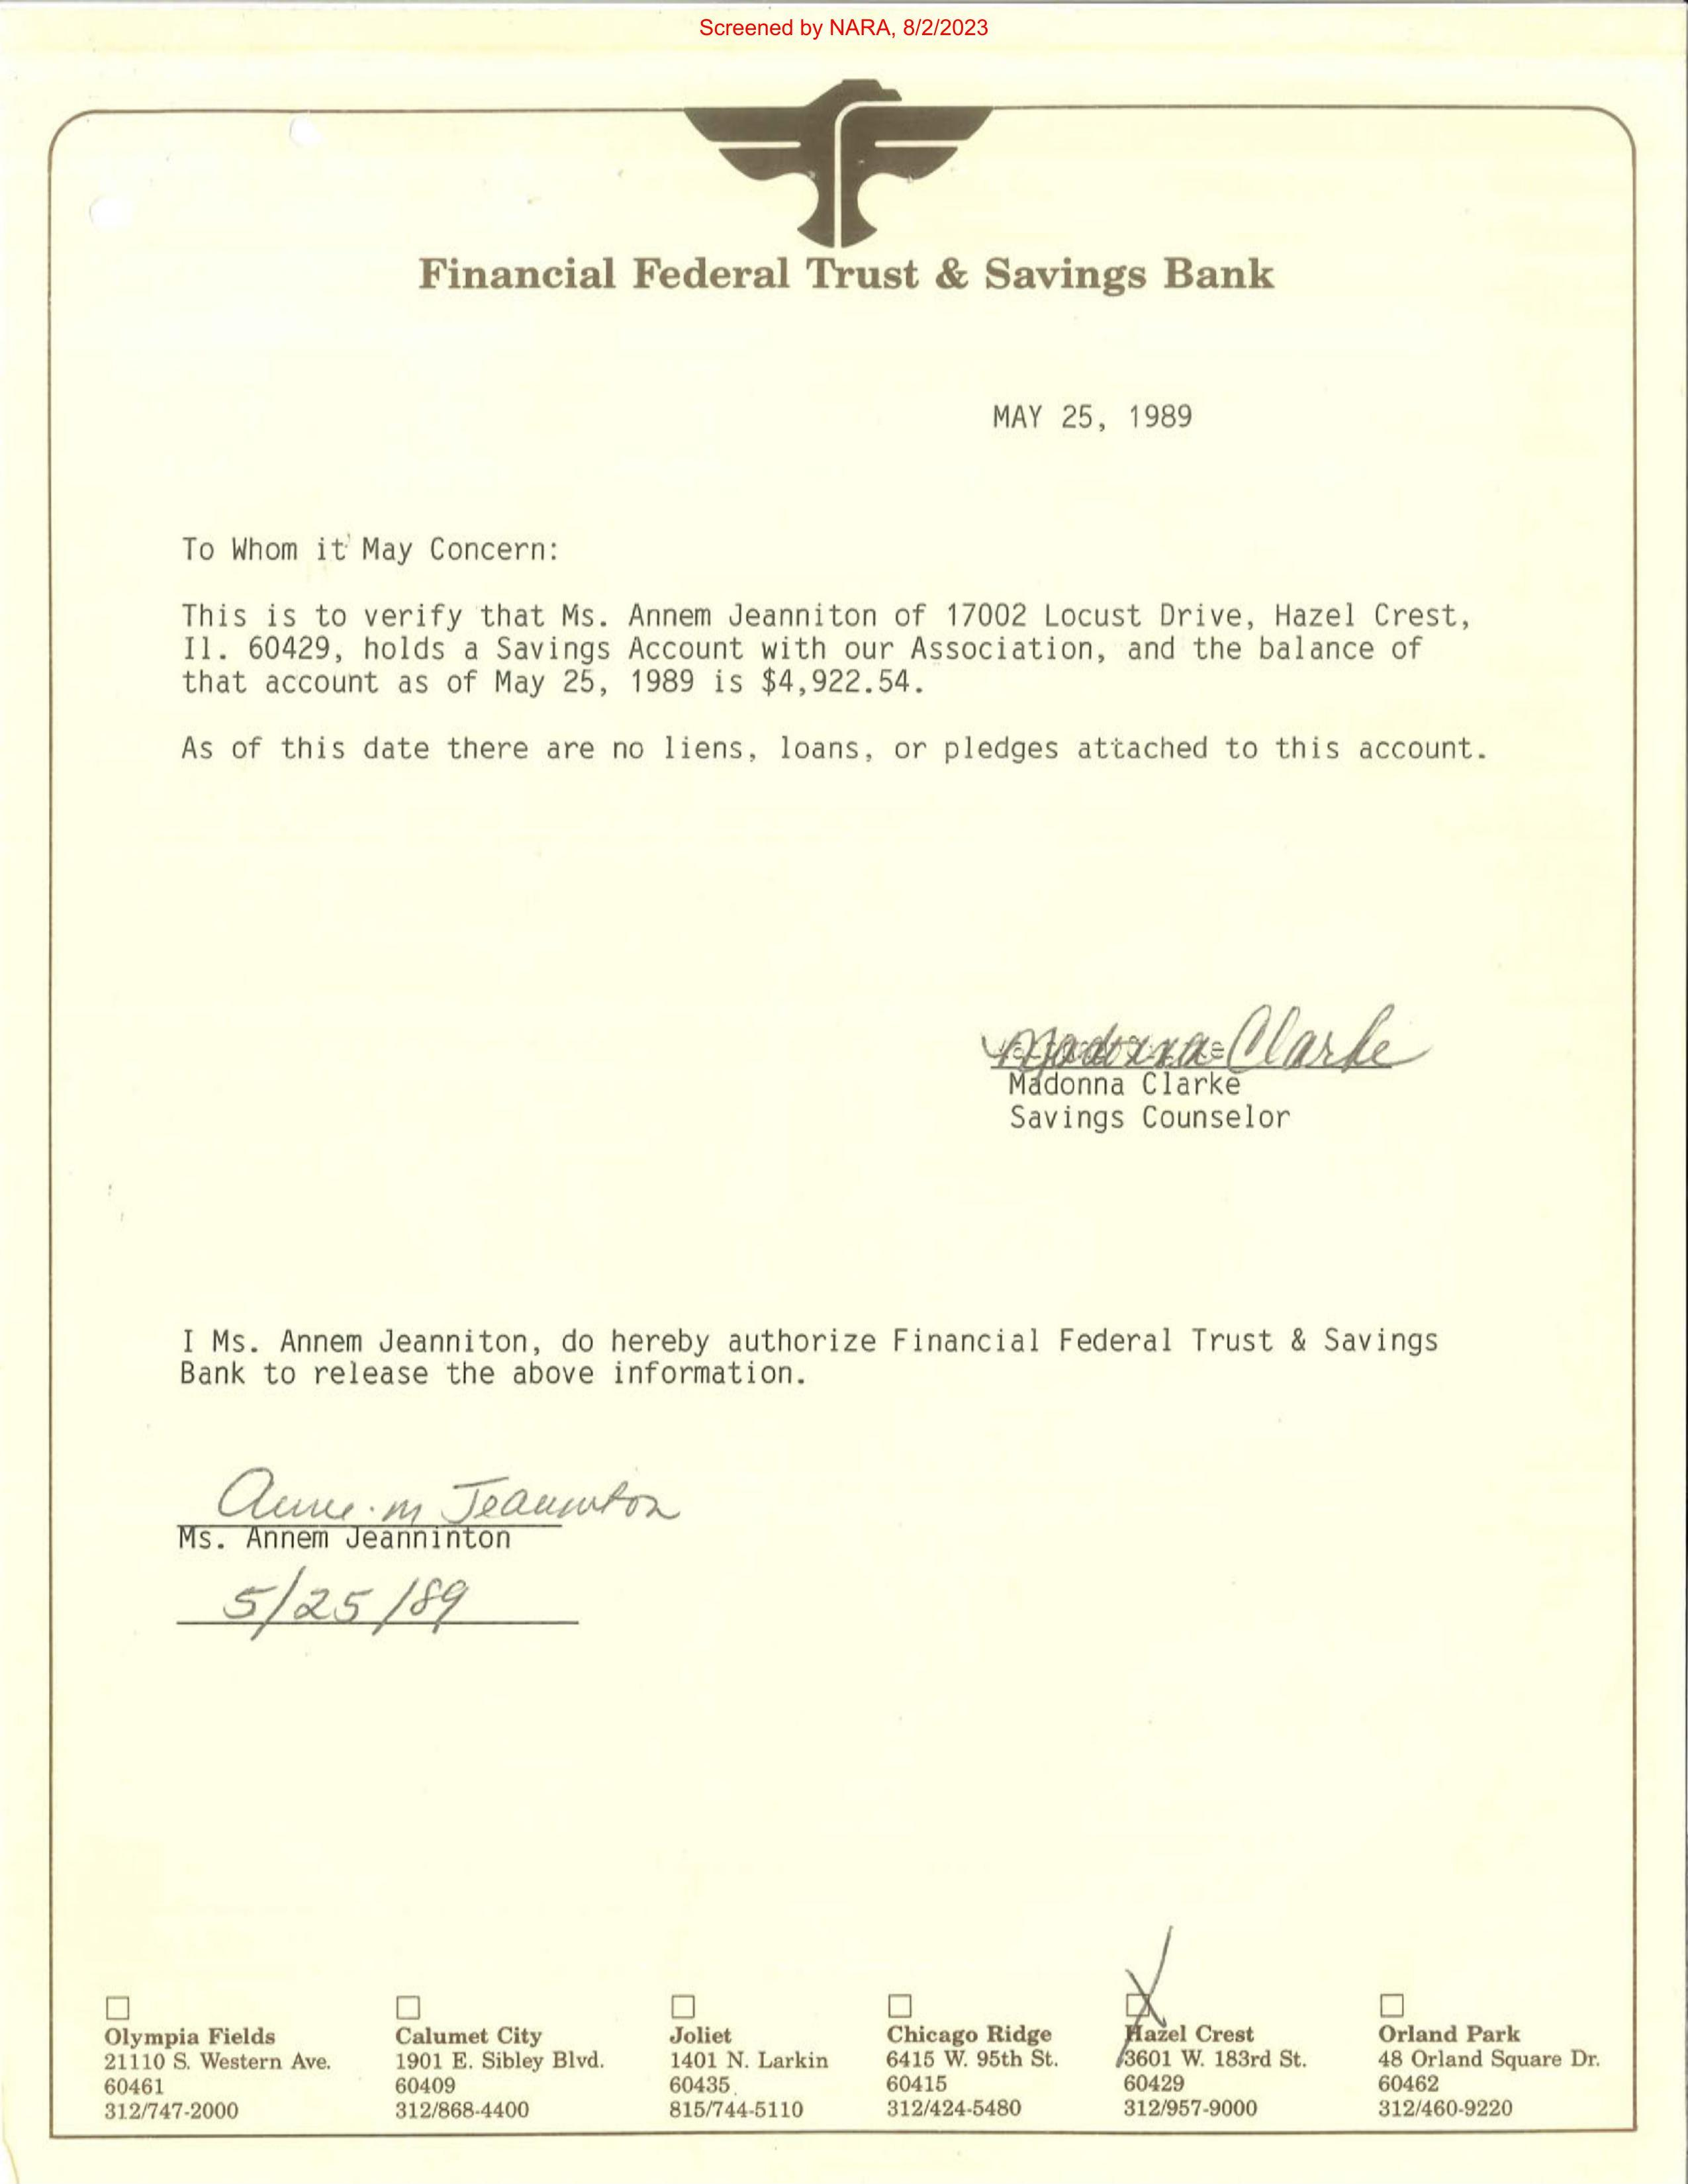 Screened by NARA, 8/2/2023
Financial Federal Trust & Savings Bank
MAY 25, 1989
To Whom it May Concern:
This is to verify that Ms. Annem Jeanniton of 17002 Locust Drive, Hazel Crest,
Il. 60429, holds a Savings Account with our Association, and the balance of
that account as of May 25, 1989 is $4,922.54.
As of this date there are no liens, loans, or pledges attached to this account.
Madonna Clarke
Madonna Clarke
Savings Counselor
I Ms. Annem Jeanniton, do hereby authorize Financial Federal Trust & Savings
Bank to release the above information.
Anne.m Jeanniton
Ms. Annem Jeanninton
5/25/89
Olympia Fields
21110 S. Western Ave.
60461
312/747-2000
Calumet City
1901 E. Sibley Blvd.
60409
312/868-4400
Joliet
1401 N. Larkin
60435
815/744-5110
Chicago Ridge
6415 W. 95th St.
60415
312/424-5480
Hazel Crest
3601 W. 183rd St.
60429
312/957-9000
Orland Park
48 Orland Square Dr.
60462
312/460-9220